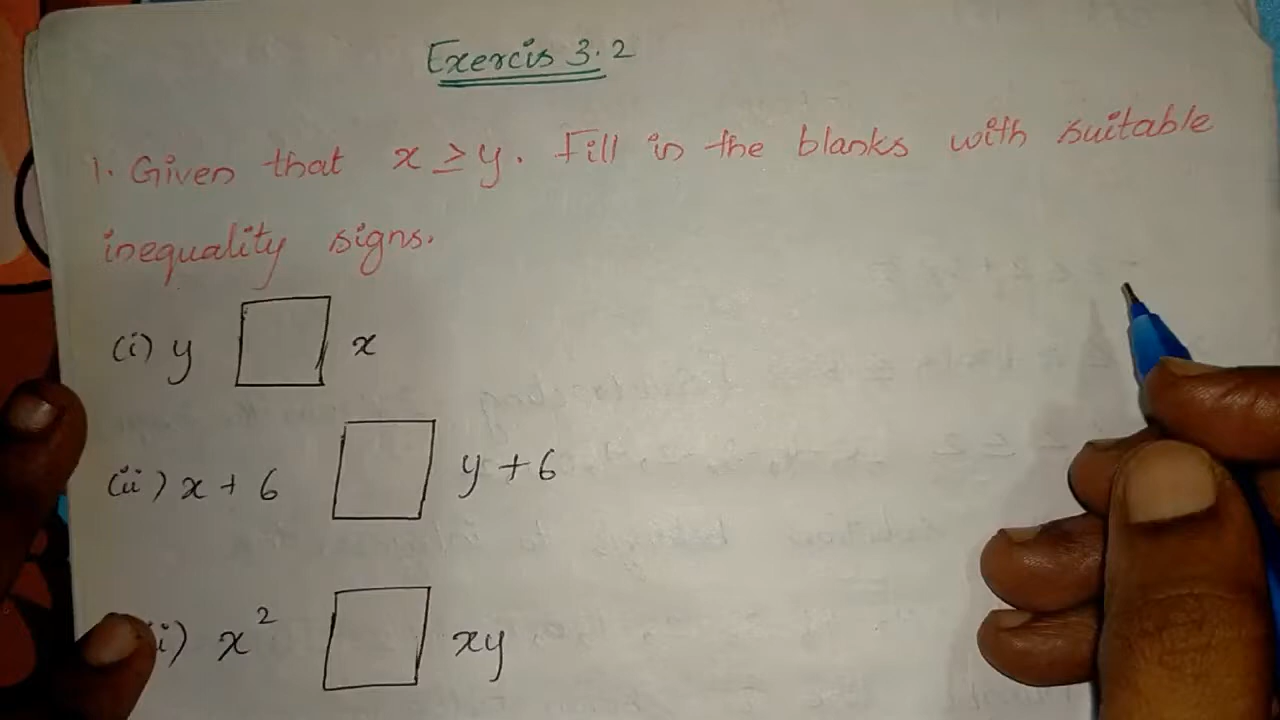 Exercis 3.2
1. Given that x ≥ y. Fill in the blanks with suitable
inequality signs.
(i) y □ x
(ii) x + 6 □ y + 6
ii) x² □ xy